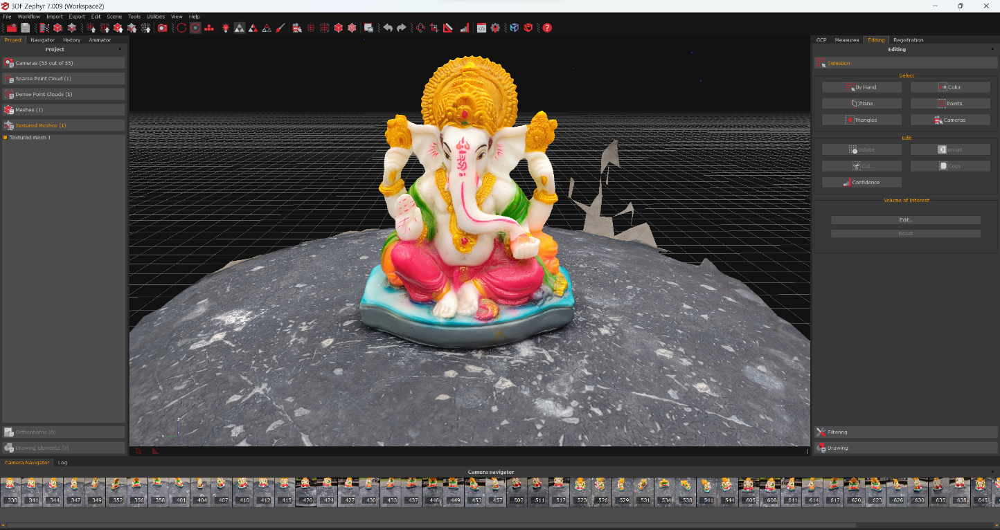 3DF Zephyr 7.009 (Workspace2)
File Workflow Import Export Edit Scene Tools Utilities View Help
Project Navigator History Animator
Project
Cameras (55 out of 55)
Sparse Point Cloud (1)
Dense Point Clouds (1)
Meshes (1)
Textured Meshes (1)
Textured mesh 1
Orthophotos (0)
Drawing Elements (0)
Z
Y
GCP Measures Editing Registration
Editing
Selection
Select
By Hand Color
Plane Points
Triangles Cameras
Edit
Delete Invert
Cut Copy
Confidence
Volume of Interest
Edit..
Reset
Filtering
Drawing
Camera Navigator Log
Camera navigator
338 341 344 347 349 352 356 358 401 404 407 410 412 415 420 424 427 430 433 437 446 449 453 457 502 511 517 523 526 529 531 534 538 541 544 605 608 611 614 617 620 623 626 630 635 638 645